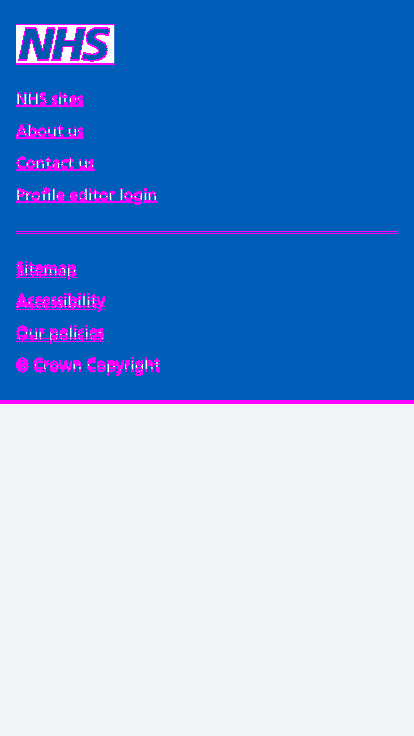 NHS
NHS sites
About us
Contact us
Profile editor login
Sitemap
Accessibility
Our policies
© Crown Copyright